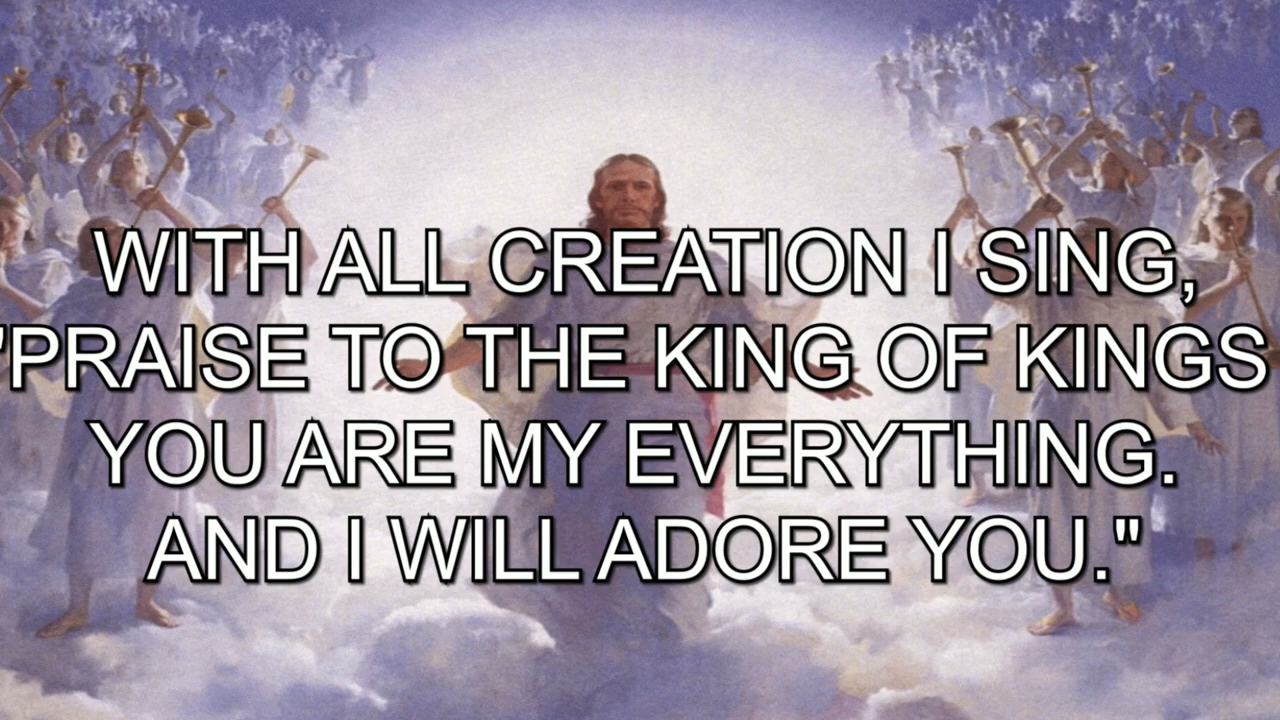 WITH ALL CREATION I SING,
"PRAISE TO THE KING OF KINGS
YOU ARE MY EVERYTHING.
AND I WILL ADORE YOU."